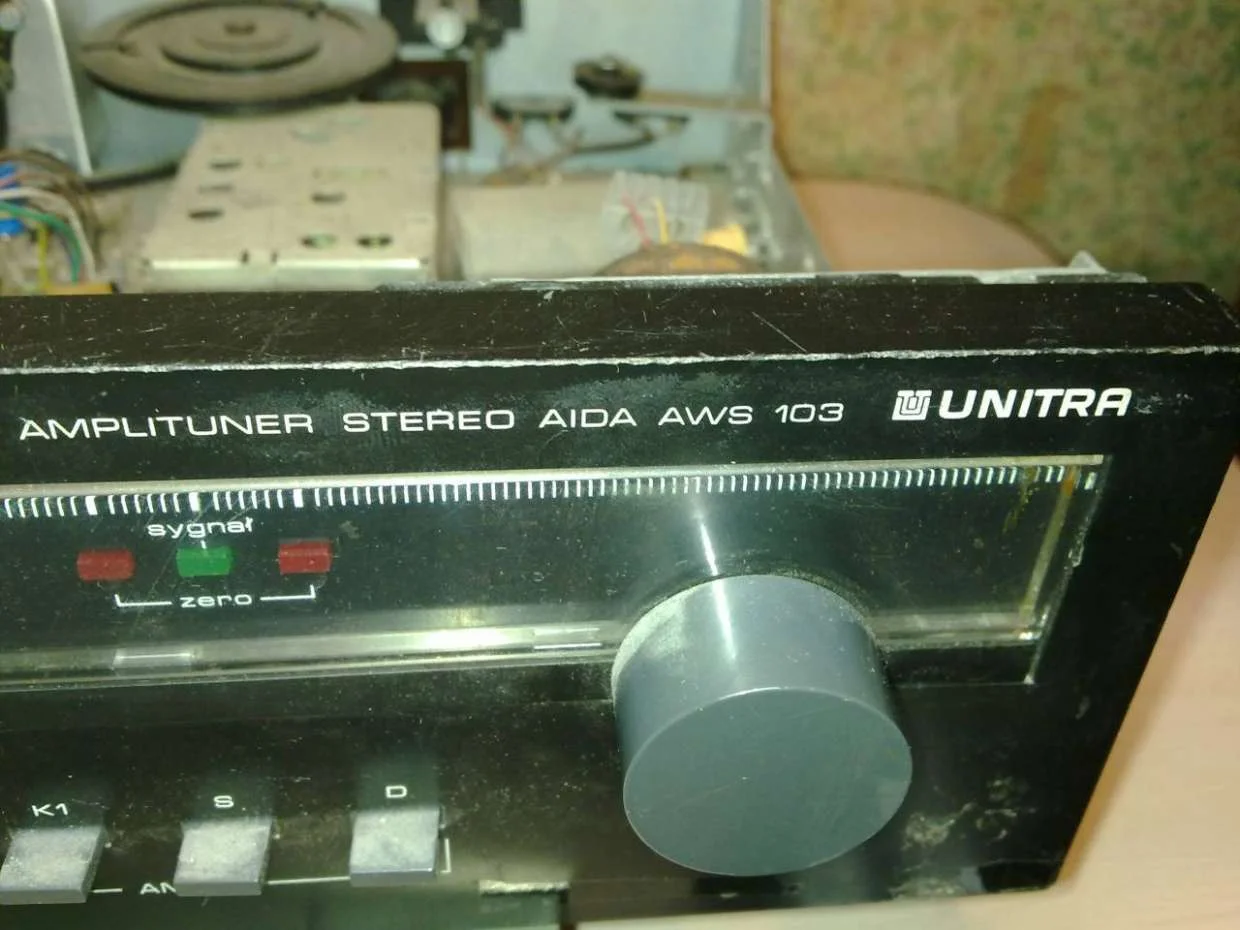 AMPLITUNER STEREO AIDA AWS 103 UNITRA
sygnał
zero
K1 S D